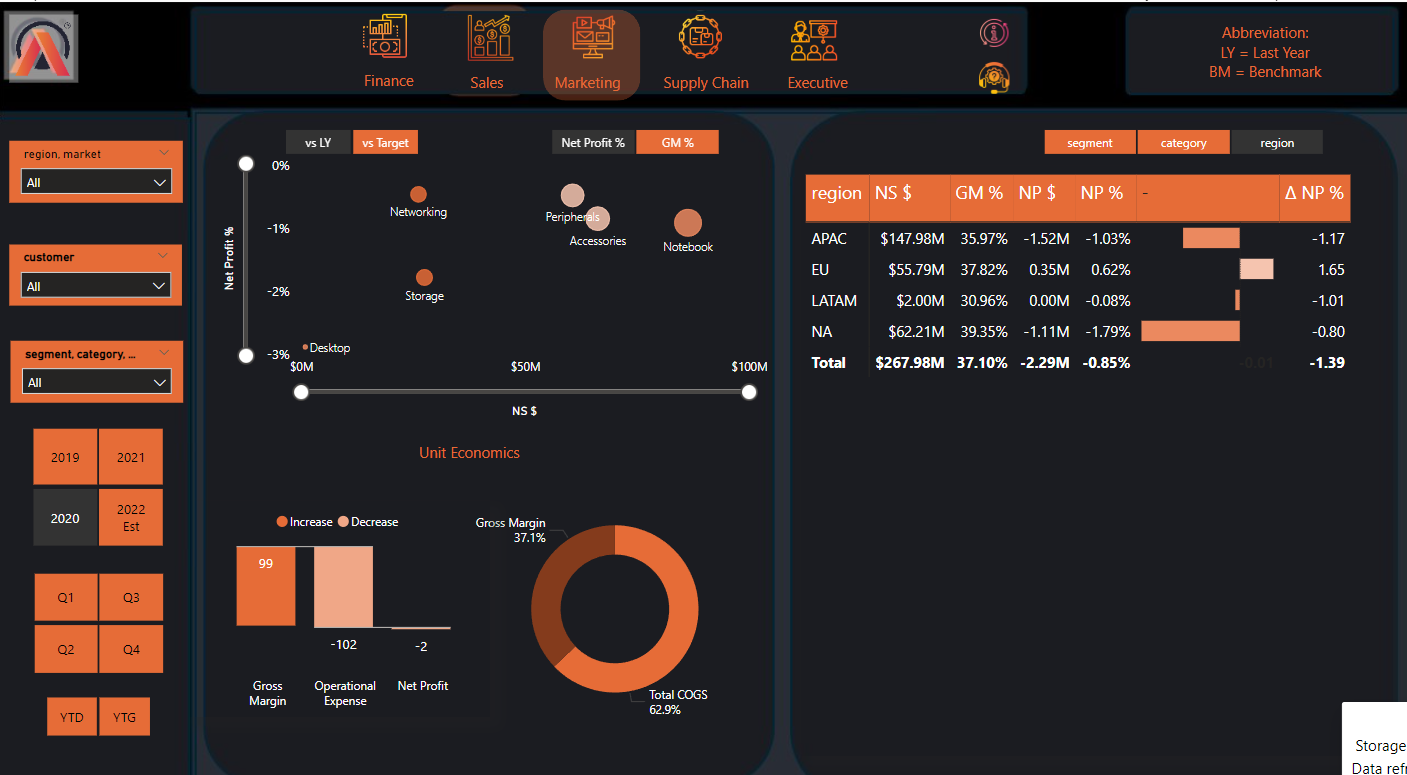 Finance
Sales
Marketing
Supply Chain
Executive
Abbreviation:
LY = Last Year
BM = Benchmark
region, market
All
customer
All
segment, category, ...
All
2019
2021
2020
2022
Est
Q1
Q3
Q2
Q4
YTD
YTG
vs LY
vs Target
Net Profit %
GM %
Net Profit %
0%
-1%
-2%
-3%
Networking
Peripherals
Accessories
Notebook
Storage
Desktop
$0M
$50M
$100M
NS $
Unit Economics
Increase
Decrease
99
-102
-2
Gross
Margin
Operational
Expense
Net Profit
Gross Margin
37.1%
Total COGS
62.9%
segment
category
region
region NS $ GM % NP $ NP % - Δ NP %
APAC $147.98M 35.97% -1.52M -1.03% -1.17
EU $55.79M 37.82% 0.35M 0.62% 1.65
LATAM $2.00M 30.96% 0.00M -0.08% -1.01
NA $62.21M 39.35% -1.11M -1.79% -0.80
Total $267.98M 37.10% -2.29M -0.85% -0.01 -1.39
Storage
Data refr